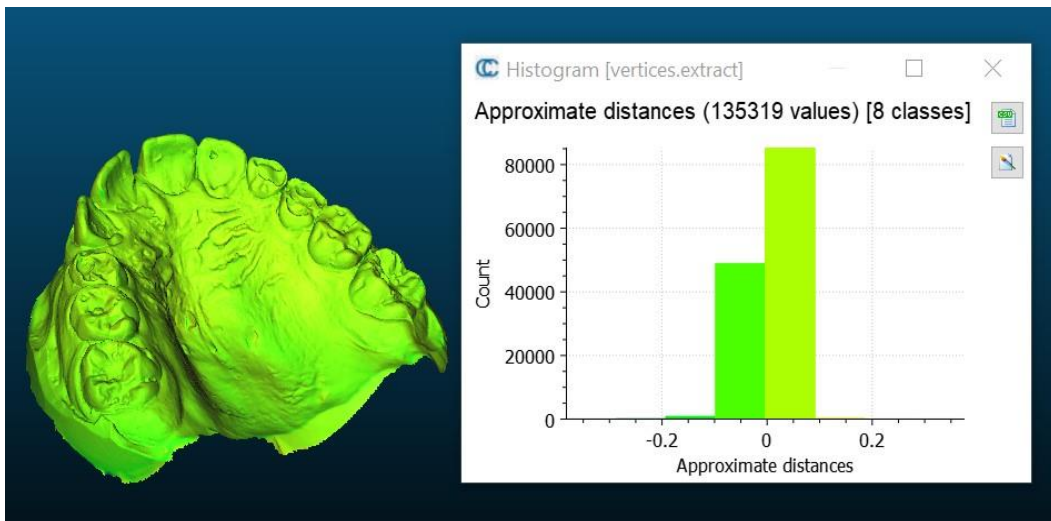 Histogram [vertices.extract]
Approximate distances (135319 values) [8 classes]
CSV
80000
60000
40000
20000
0
Count
-0.2 0 0.2
Approximate distances